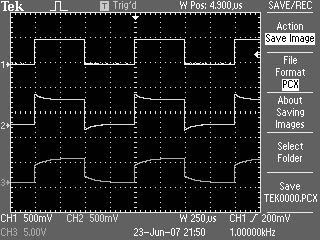 Tek T Trig'd W Pos: 4.900µs SAVE/REC
Action
Save Image
File
Format
PCX
About
Saving
Images
Select
Folder
Save
TEK0000.PCX
1
2
3
CH1 500mV CH2 500mV W 250µs CH1 / 200mV
CH3 5.00V 23-Jun-07 21:50 1.00000kHz